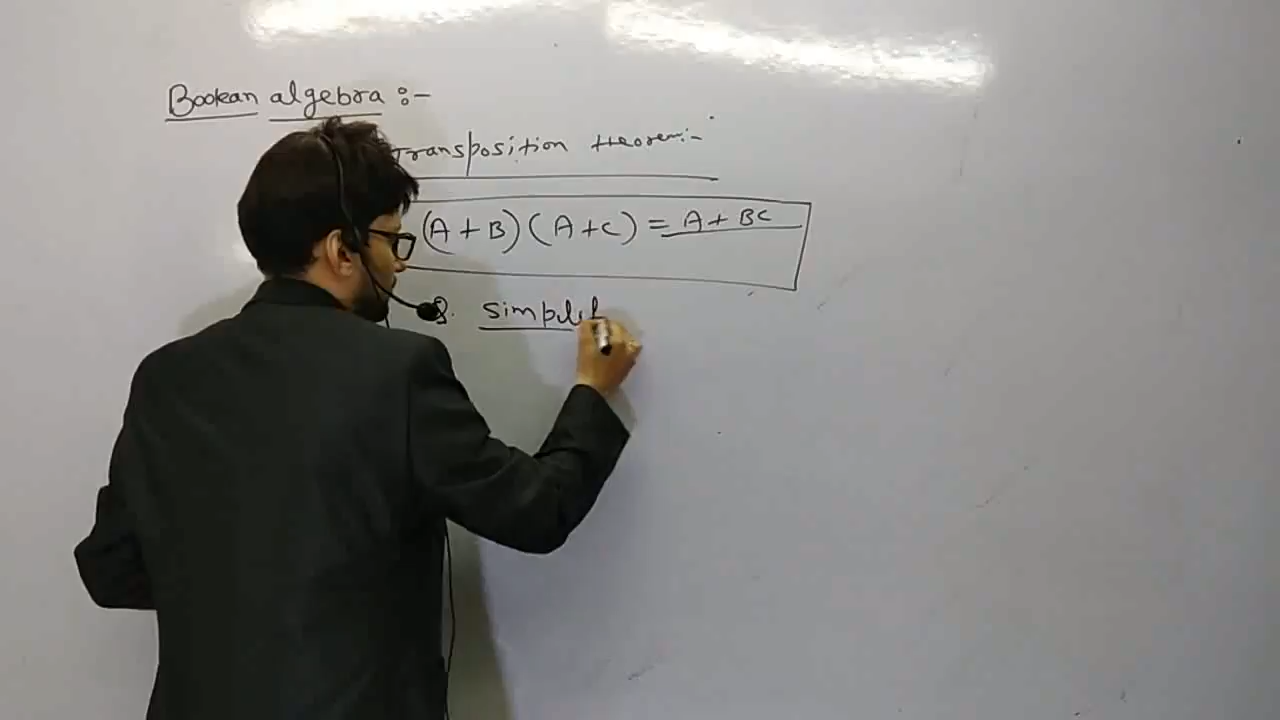 Boolean algebra :-
Transposition theorem:-
(A+B)(A+C) = A+BC
Q. Simplif